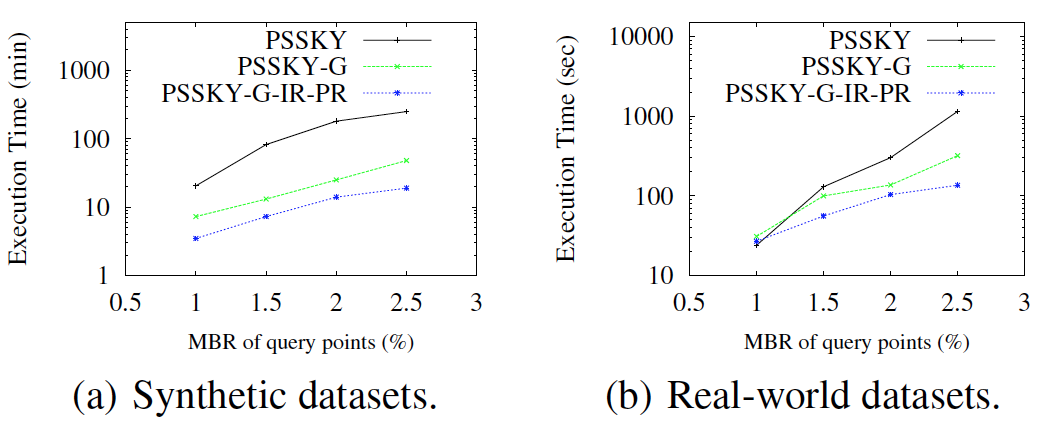 Execution Time (min)
1000
100
10
1
PSSKY
PSSKY-G
PSSKY-G-IR-PR
0.5 1 1.5 2 2.5 3
MBR of query points (%)
(a) Synthetic datasets.
Execution Time (sec)
10000
1000
100
10
PSSKY
PSSKY-G
PSSKY-G-IR-PR
0.5 1 1.5 2 2.5 3
MBR of query points (%)
(b) Real-world datasets.